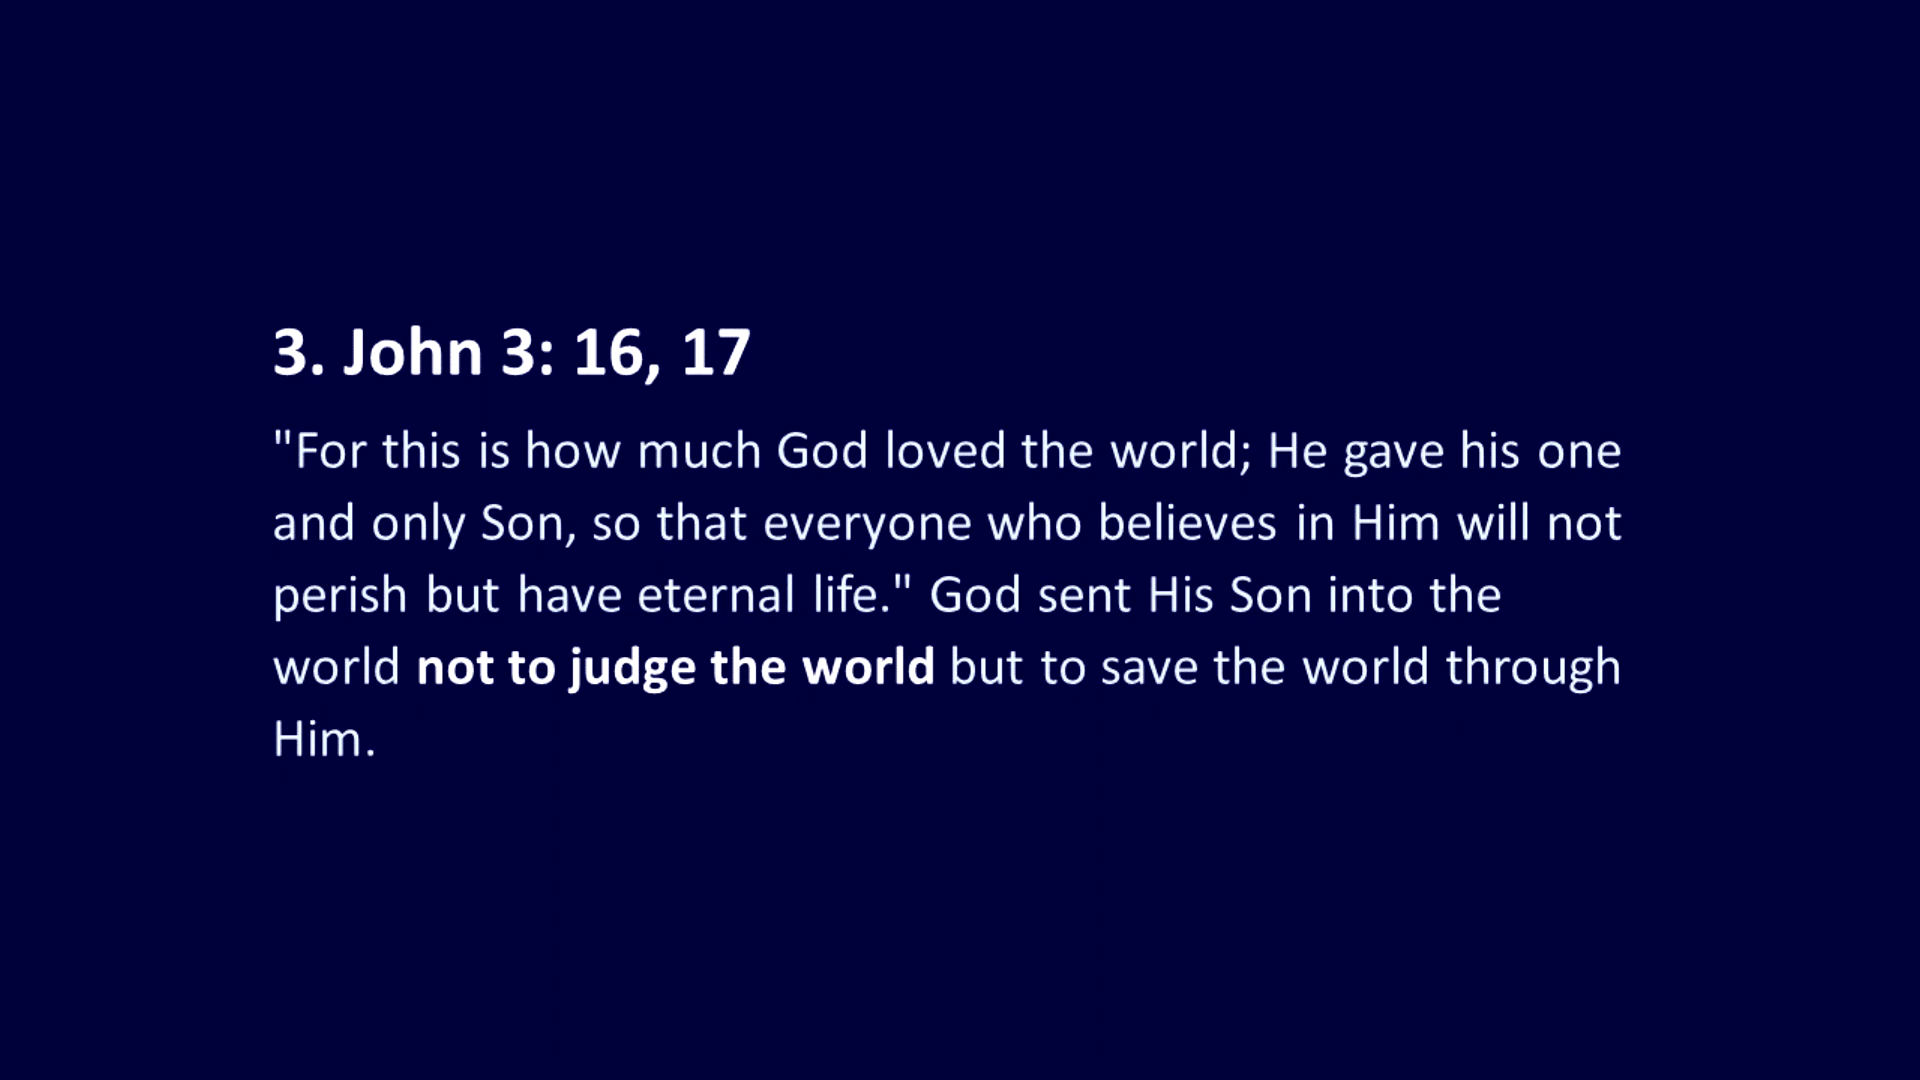 3. John 3: 16, 17
"For this is how much God loved the world; He gave his one
and only Son, so that everyone who believes in Him will not
perish but have eternal life." God sent His Son into the
world not to judge the world but to save the world through
Him.